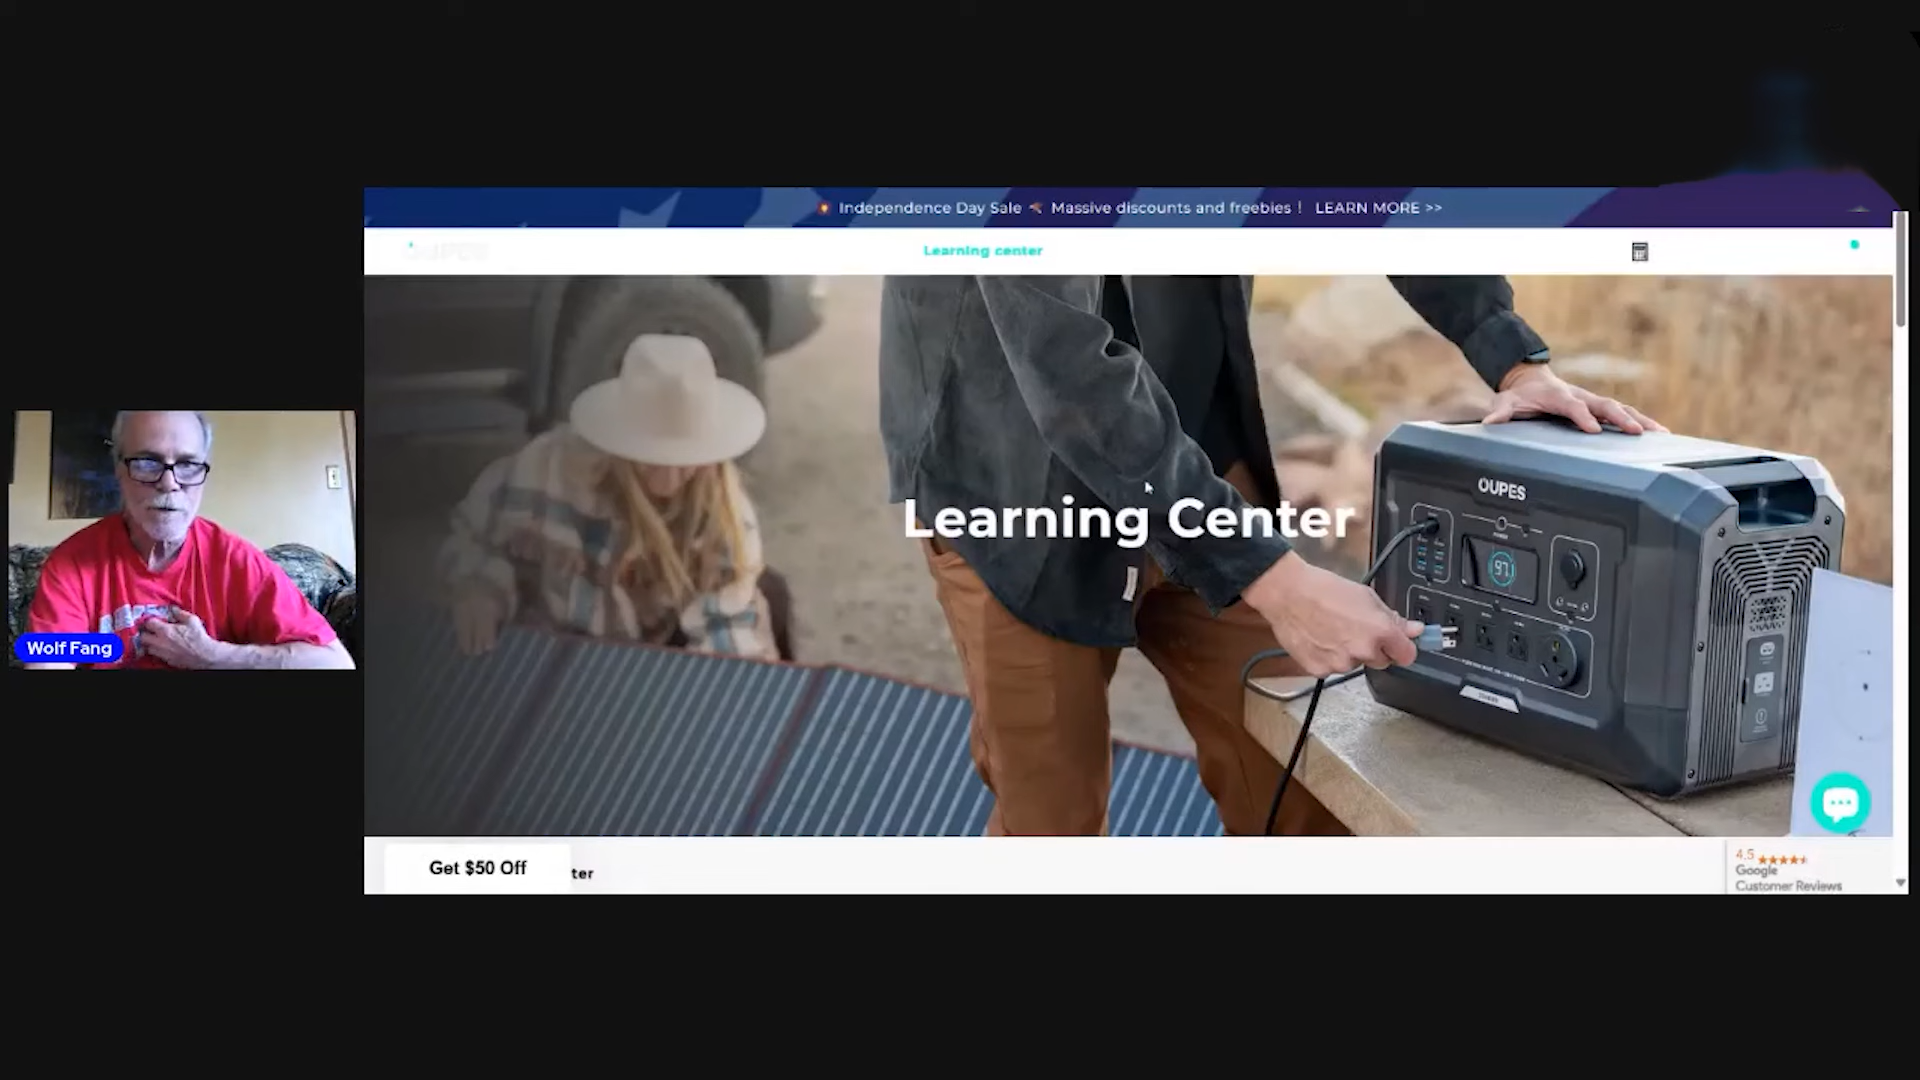 Independence Day Sale Massive discounts and freebies ! LEARN MORE >>
Learning center
OUPES
97
Learning Center
Wolf Fang
Get $50 Off
ter
4.5
Google
Customer Reviews